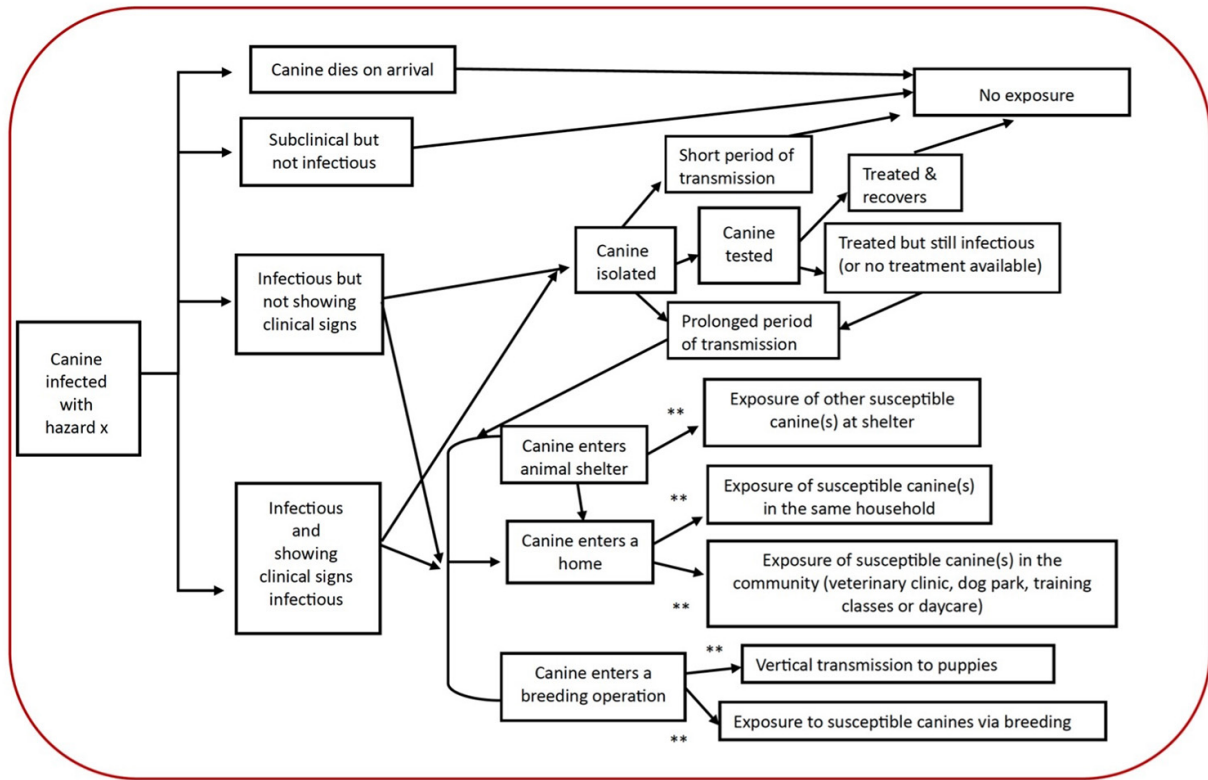 Canine dies on arrival
No exposure
Subclinical but
not infectious
Short period of
transmission
Treated &
recovers
Canine
isolated
Canine
tested
Treated but still infectious
(or no treatment available)
Infectious but
not showing
clinical signs
Prolonged period
of transmission
Canine
infected
with
hazard x
**
Exposure of other susceptible
canine(s) at shelter
Canine enters
animal shelter
Infectious
and
showing
clinical signs
infectious
**
Exposure of susceptible canine(s)
in the same household
Canine enters a
home
Exposure of susceptible canine(s) in the
community (veterinary clinic, dog park, training
classes or daycare)
**
**
Canine enters a
breeding operation
Vertical transmission to puppies
Exposure to susceptible canines via breeding
**